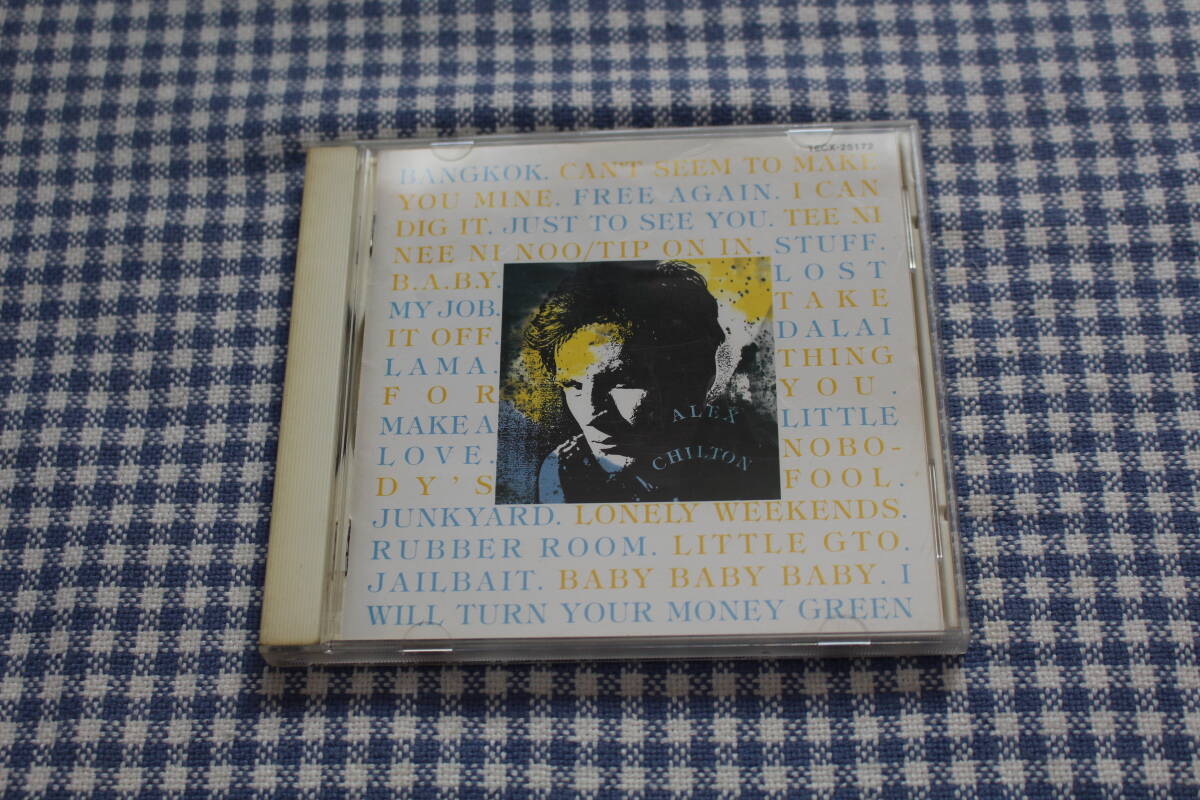 TECX-25172
BANGKOK. CAN'T SEEM TO MAKE
YOU MINE. FREE AGAIN. I CAN
DIG IT. JUST TO SEE YOU. TEE NI
NEE NI NOO/TIP ON IN. STUFF.
B.A.B.Y. LOST
MY JOB. TAKE
IT OFF. DALAI
LAMA. THING
FOR YOU.
MAKE A LITTLE
LOVE. NOBO-
DY'S FOOL.
JUNKYARD. LONELY WEEKENDS.
RUBBER ROOM. LITTLE GTO.
JAILBAIT. BABY BABY BABY. I
WILL TURN YOUR MONEY GREEN
ALEX
CHILTON